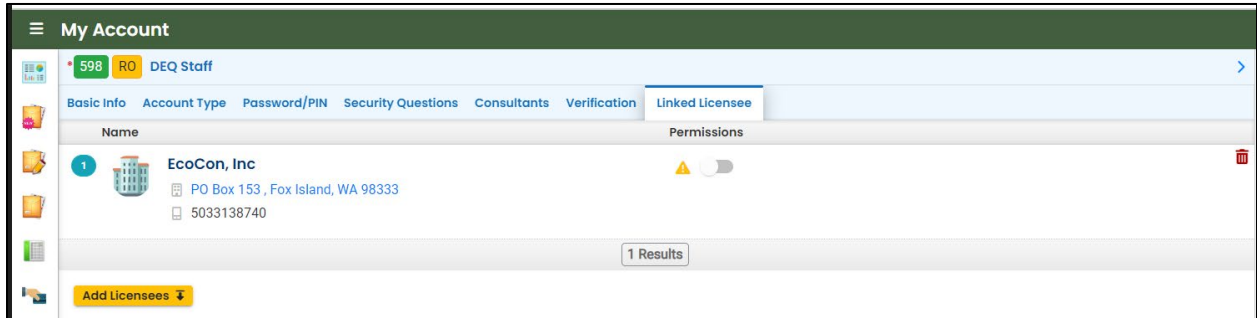 My Account
* 598 RO DEQ Staff
Basic Info Account Type Password/PIN Security Questions Consultants Verification Linked Licensee
Name Permissions
1 EcoCon, Inc
PO Box 153 , Fox Island, WA 98333
5033138740
1 Results
Add Licensees